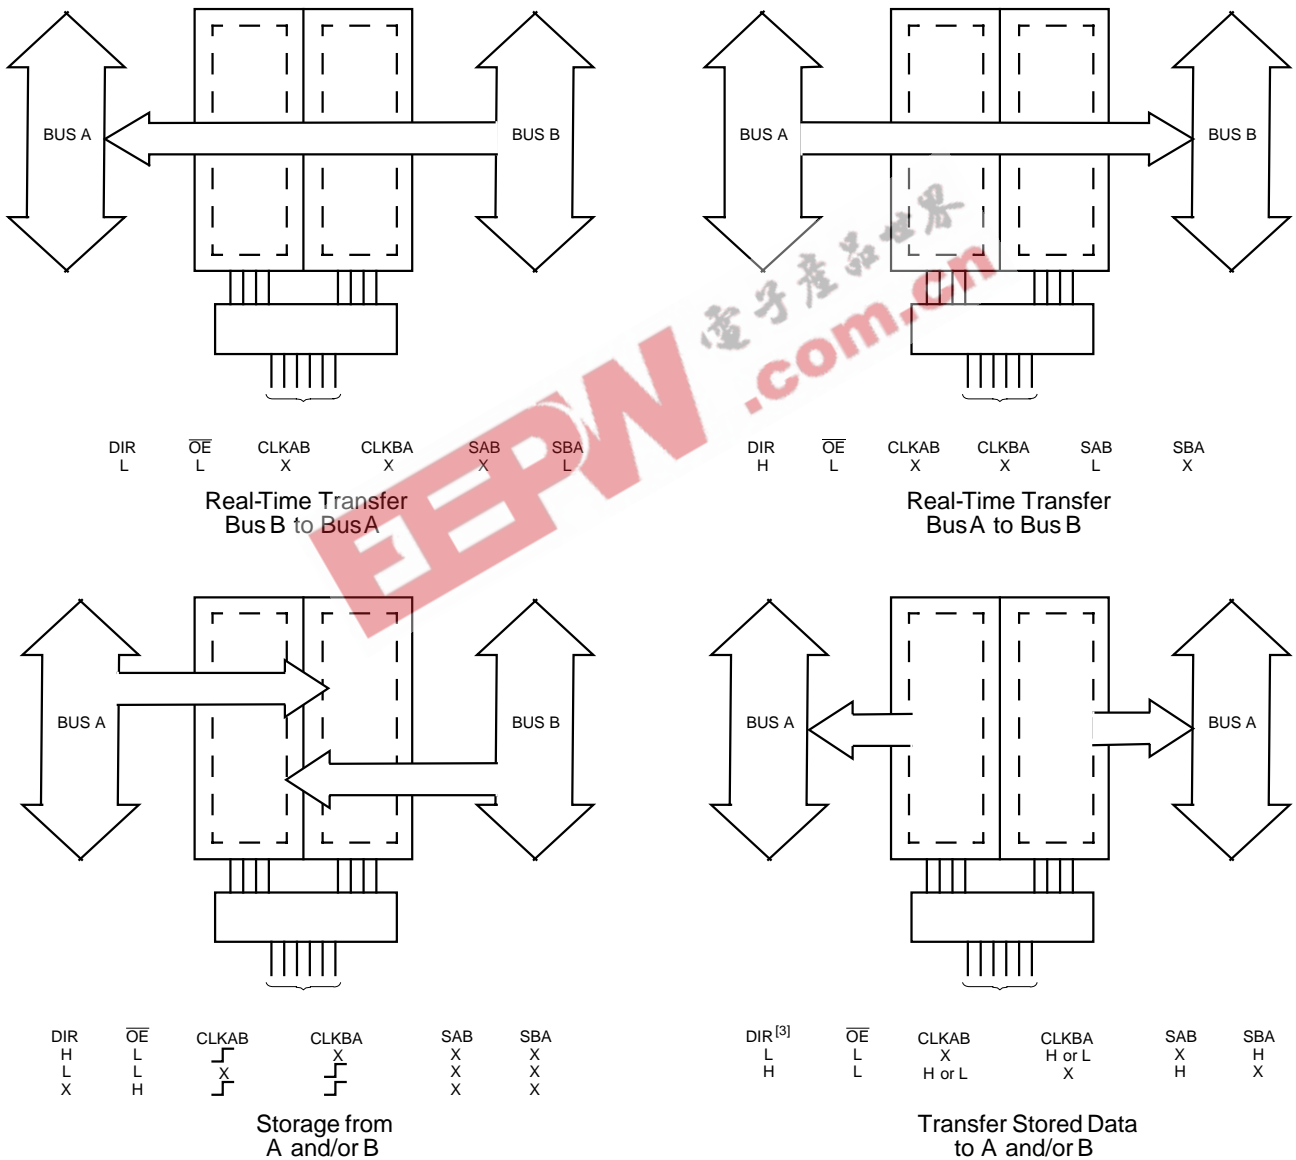 BUS A BUS B BUS A BUS B
電子產品世界
.com.cn
EEPW
DIR OE CLKAB CLKBA SAB SBA
L L X X X L
Real-Time Transfer
Bus B to Bus A
DIR OE CLKAB CLKBA SAB SBA
H L X X L X
Real-Time Transfer
Bus A to Bus B
BUS A BUS B BUS A BUS A
DIR OE CLKAB CLKBA SAB SBA
H L X X X
L L X X X
X H X X
Storage from
A and/or B
DIR [3] OE CLKAB CLKBA SAB SBA
L L X H or L X H
H L H or L X H X
Transfer Stored Data
to A and/or B